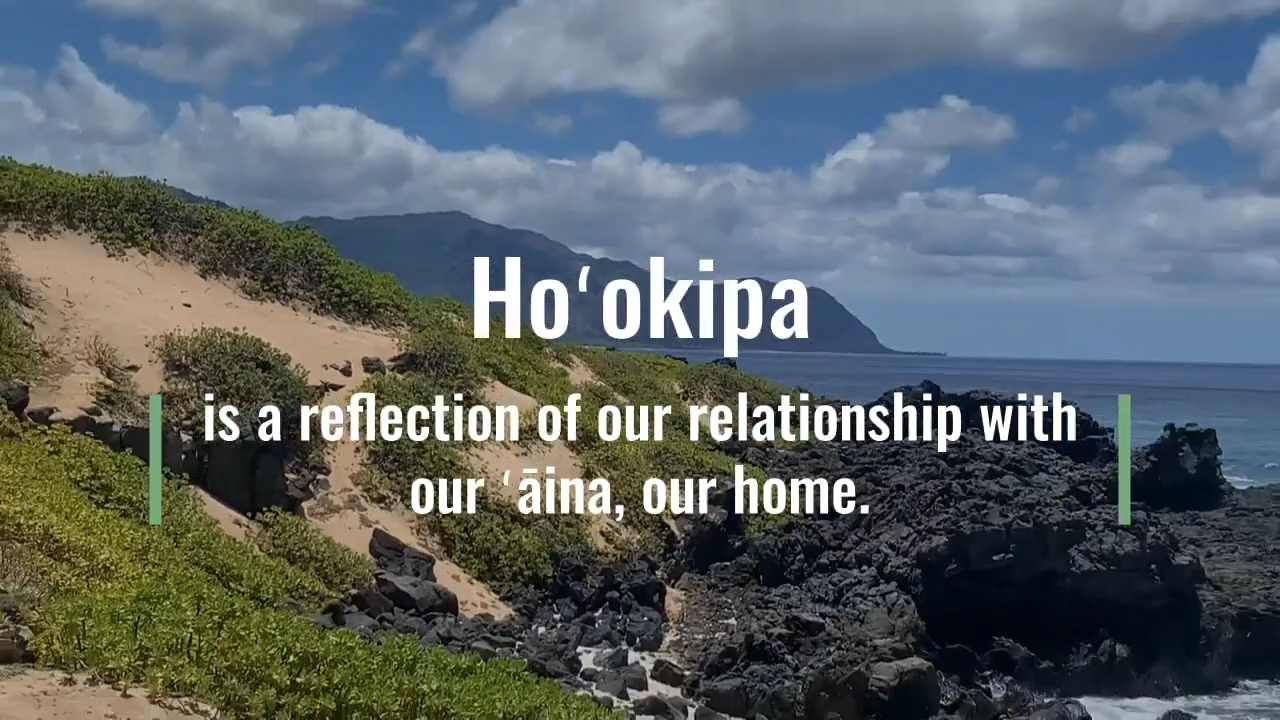 Hoʻokipa
is a reflection of our relationship with
our ʻāina, our home.